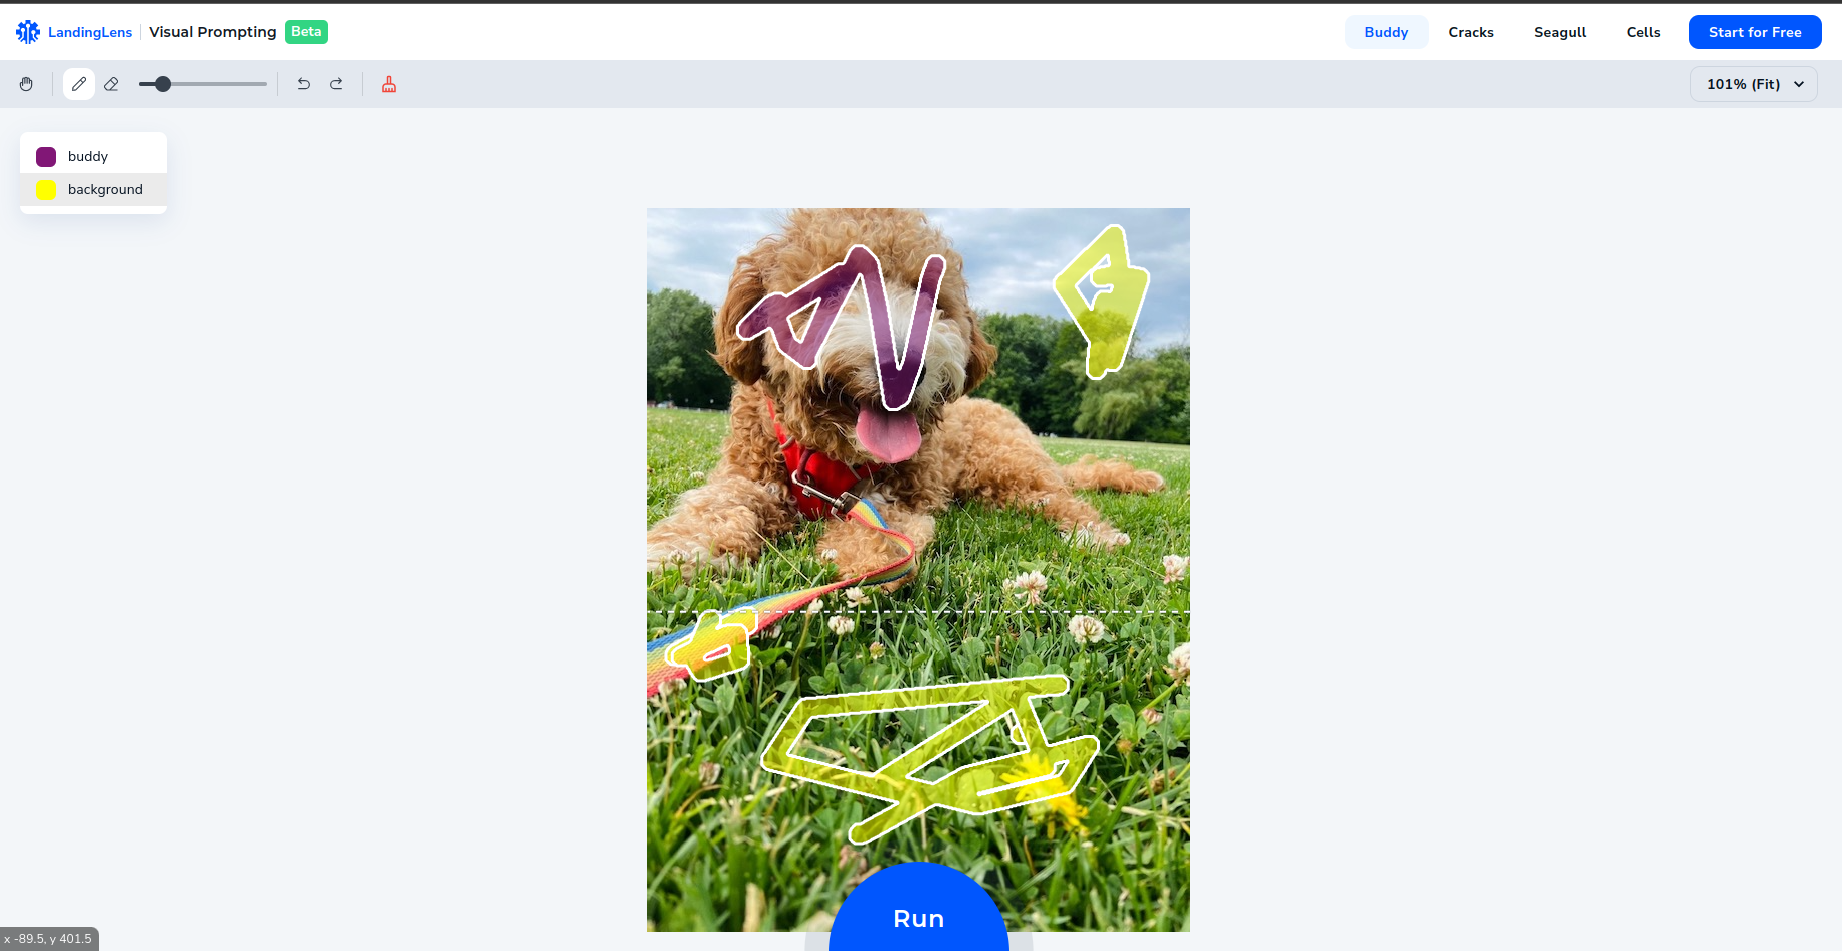 LandingLens Visual Prompting Beta Buddy Cracks Seagull Cells Start for Free
101% (Fit)
buddy
background
Run
x -89.5, y 401.5